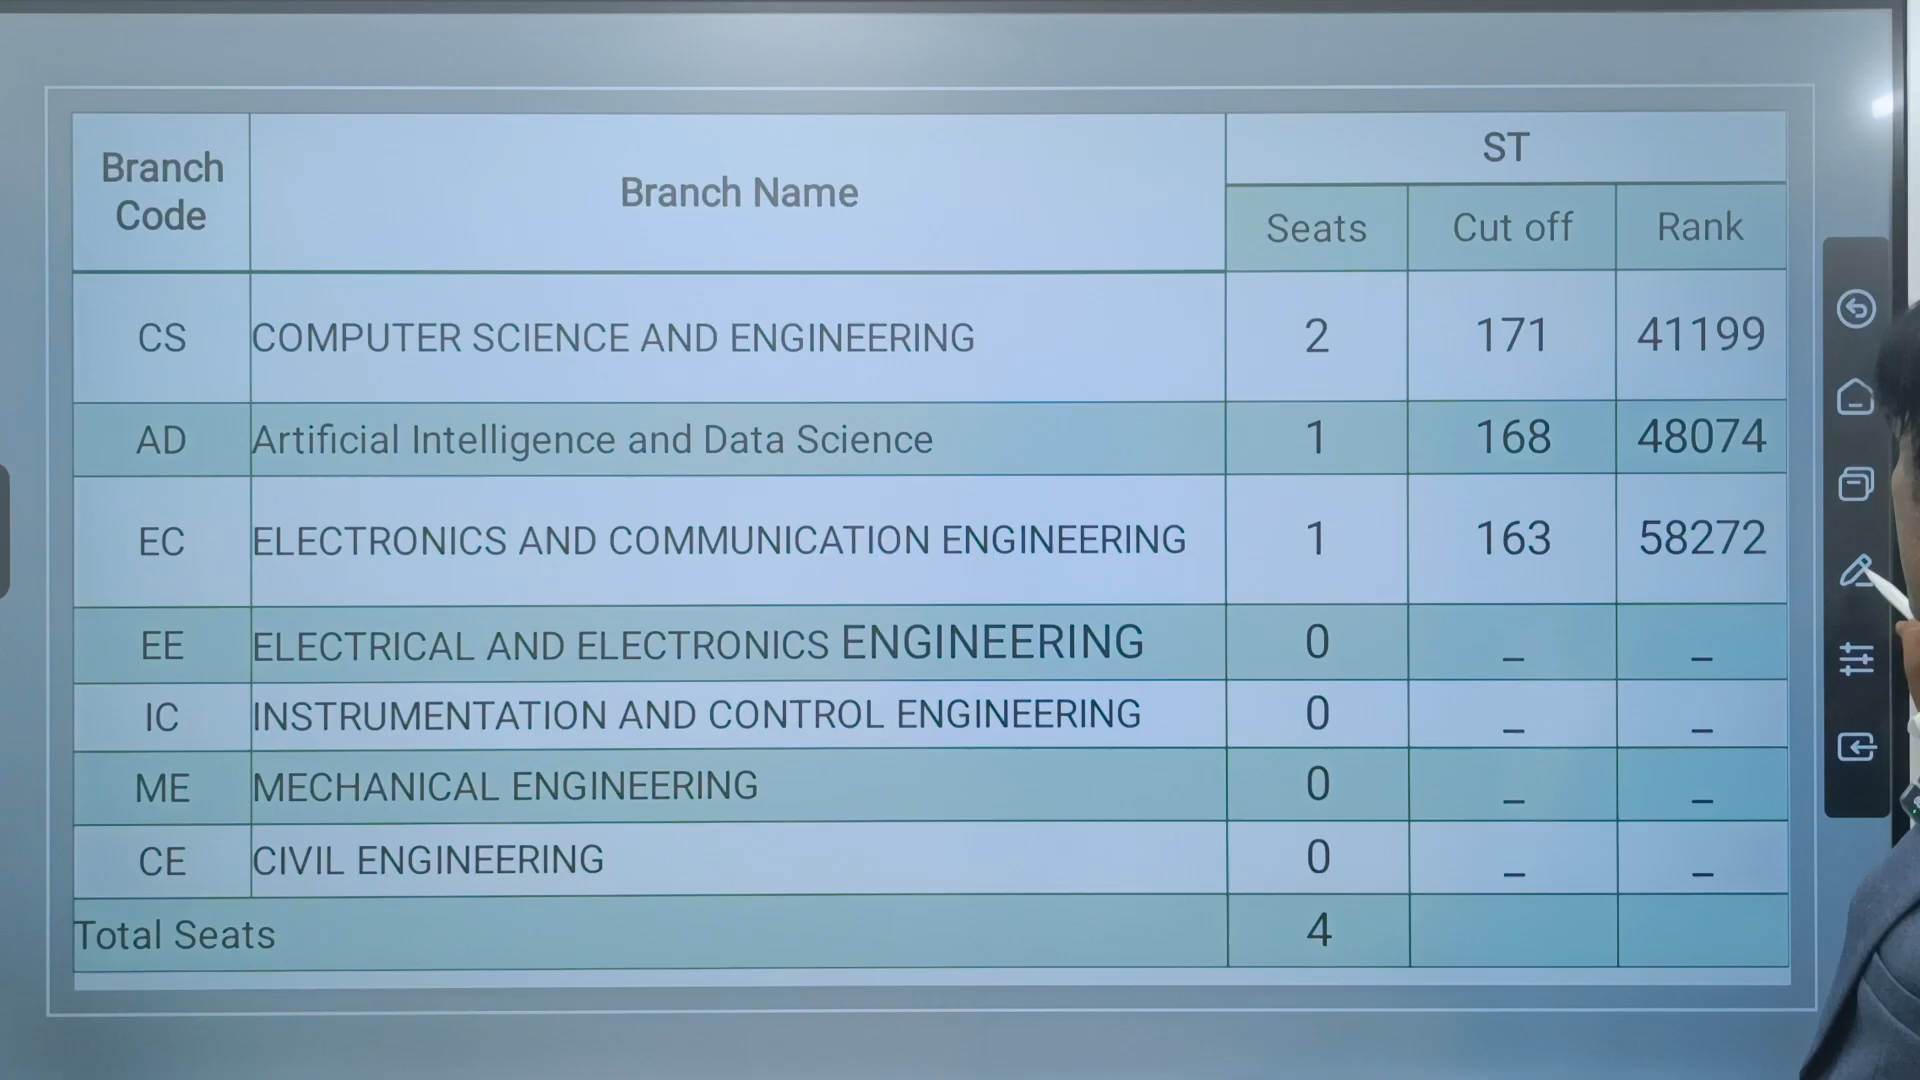 Branch Code
Branch Name
ST
Seats
Cut off
Rank
CS COMPUTER SCIENCE AND ENGINEERING 2 171 41199
AD Artificial Intelligence and Data Science 1 168 48074
EC ELECTRONICS AND COMMUNICATION ENGINEERING 1 163 58272
EE ELECTRICAL AND ELECTRONICS ENGINEERING 0 _ _
IC INSTRUMENTATION AND CONTROL ENGINEERING 0 _ _
ME MECHANICAL ENGINEERING 0 _ _
CE CIVIL ENGINEERING 0 _ _
Total Seats 4